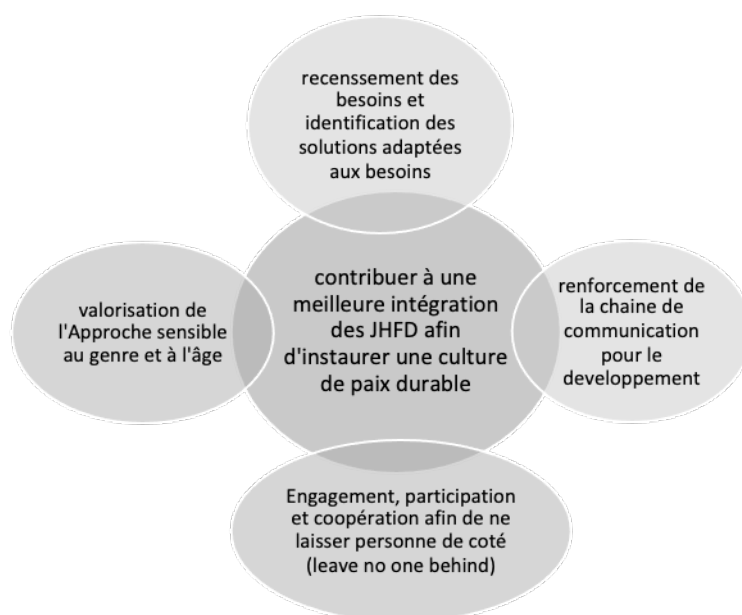 recenssement des
besoins et
identification des
solutions adaptées
aux besoins
valorisation de
l'Approche sensible
au genre et à l'âge
contribuer à une
meilleure intégration
des JHFD afin
d'instaurer une culture
de paix durable
renforcement de
la chaine de
communication
pour le
developpement
Engagement, participation
et coopération afin de ne
laisser personne de coté
(leave no one behind)